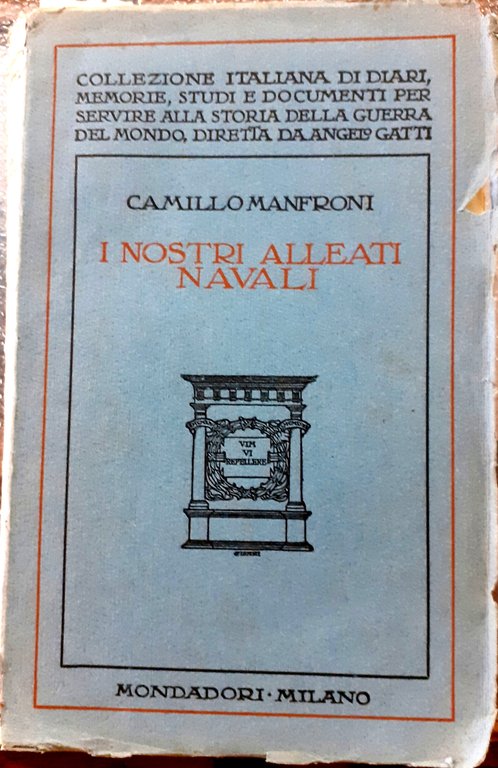 COLLEZIONE ITALIANA DI DIARI,
MEMORIE, STUDI E DOCUMENTI PER
SERVIRE ALLA STORIA DELLA GUERRA
DEL MONDO, DIRETTA DA ANGELO GATTI
CAMILLO MANFRONI
I NOSTRI ALLEATI
NAVALI
VIM
VI
REPELLERE
MONDADORI · MILANO